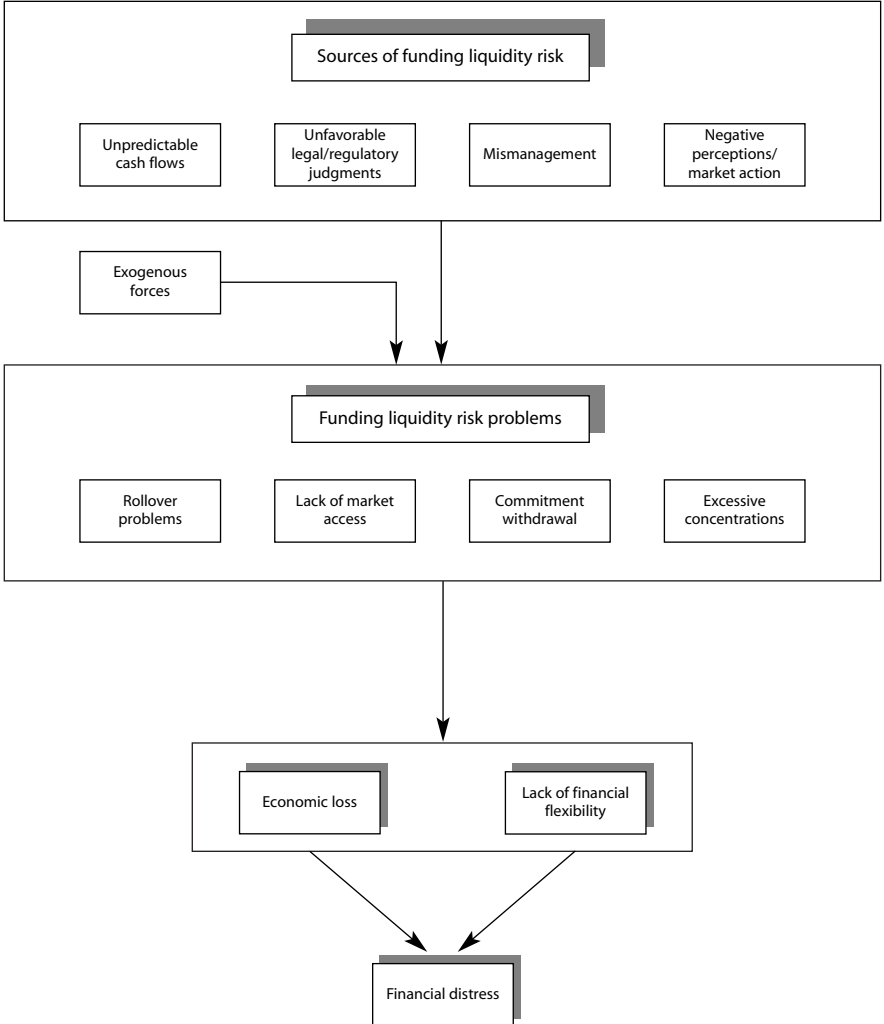 Sources of funding liquidity risk
Unpredictable
cash flows
Unfavorable
legal/regulatory
judgments
Mismanagement
Negative
perceptions/
market action
Exogenous
forces
Funding liquidity risk problems
Rollover
problems
Lack of market
access
Commitment
withdrawal
Excessive
concentrations
Economic loss
Lack of financial
flexibility
Financial distress